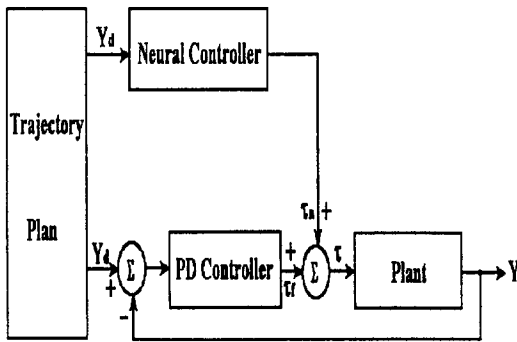 Trajectory
Plan
Yd
Neural Controller
τn +
Yd
+
Σ
−
PD Controller
+
τf
Σ
τ
Plant
Y